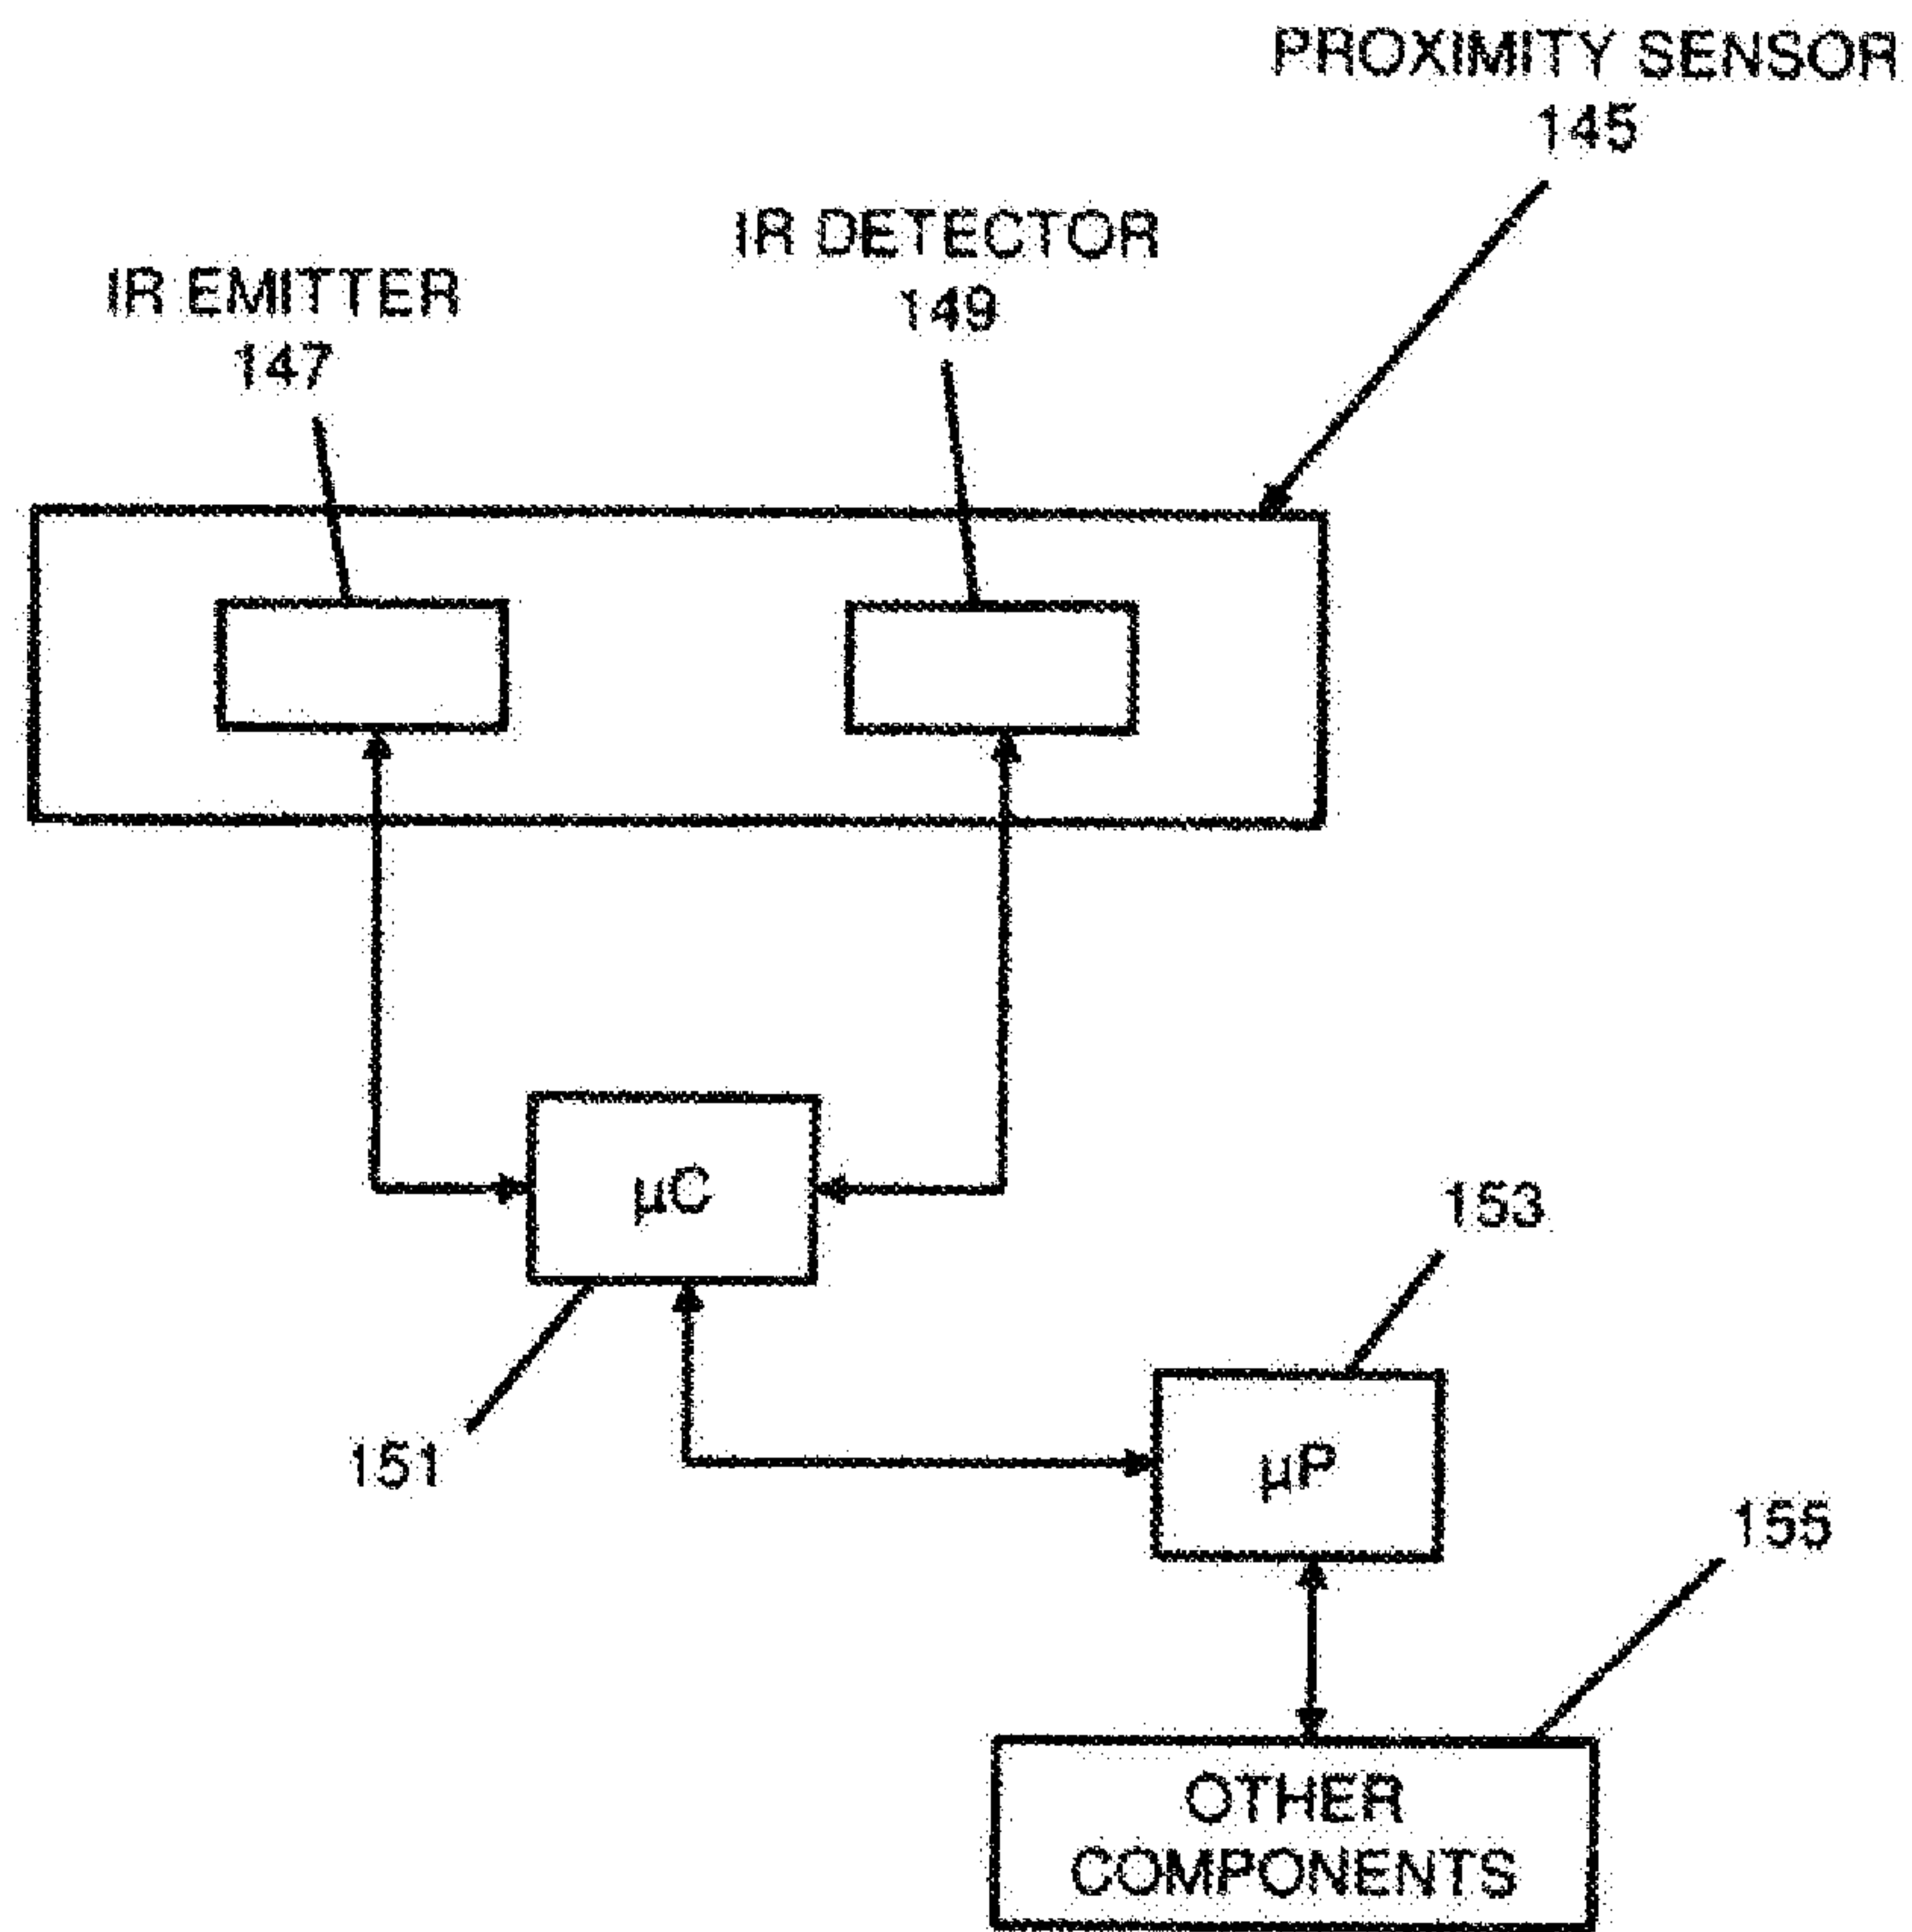 PROXIMITY SENSOR
145
IR DETECTOR
149
IR EMITTER
147
µC
153
151
µP
155
OTHER
COMPONENTS